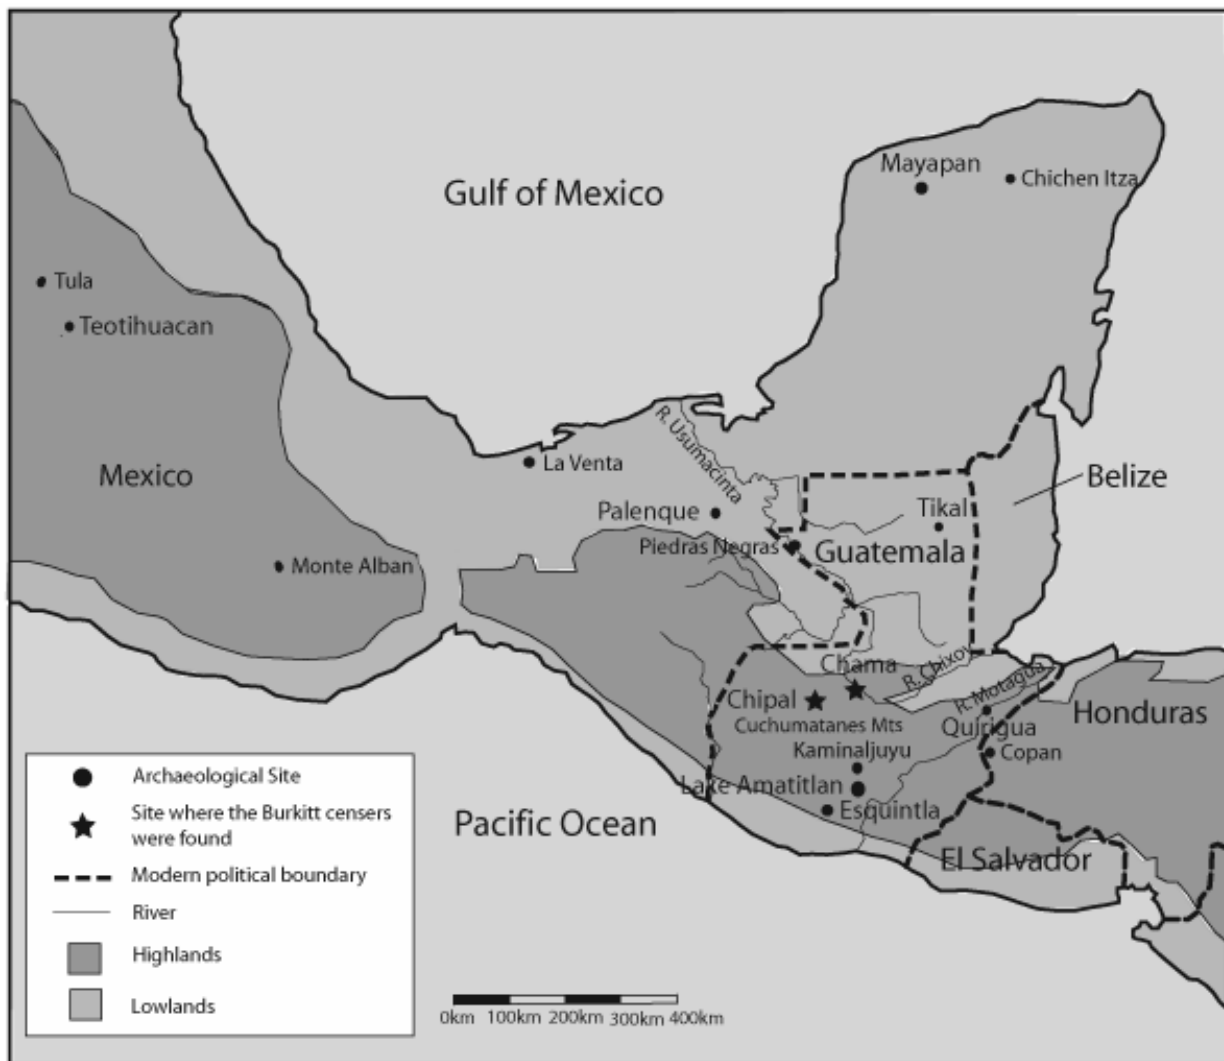 Mayapan
Chichen Itza
Gulf of Mexico
Tula
Teotihuacan
R. Usumacinta
La Venta
Mexico
Belize
Palenque
Tikal
Piedras Negras
Guatemala
Monte Alban
Chama
R. Chixoy
R. Motagua
Chipal
Cuchumatanes Mts
Quirigua
Honduras
Kaminaljuyu
Copan
Lake Amatitlan
Esquintla
Pacific Ocean
El Salvador
Archaeological Site
Site where the Burkitt censers
were found
Modern political boundary
River
Highlands
Lowlands
0km 100km 200km 300km 400km